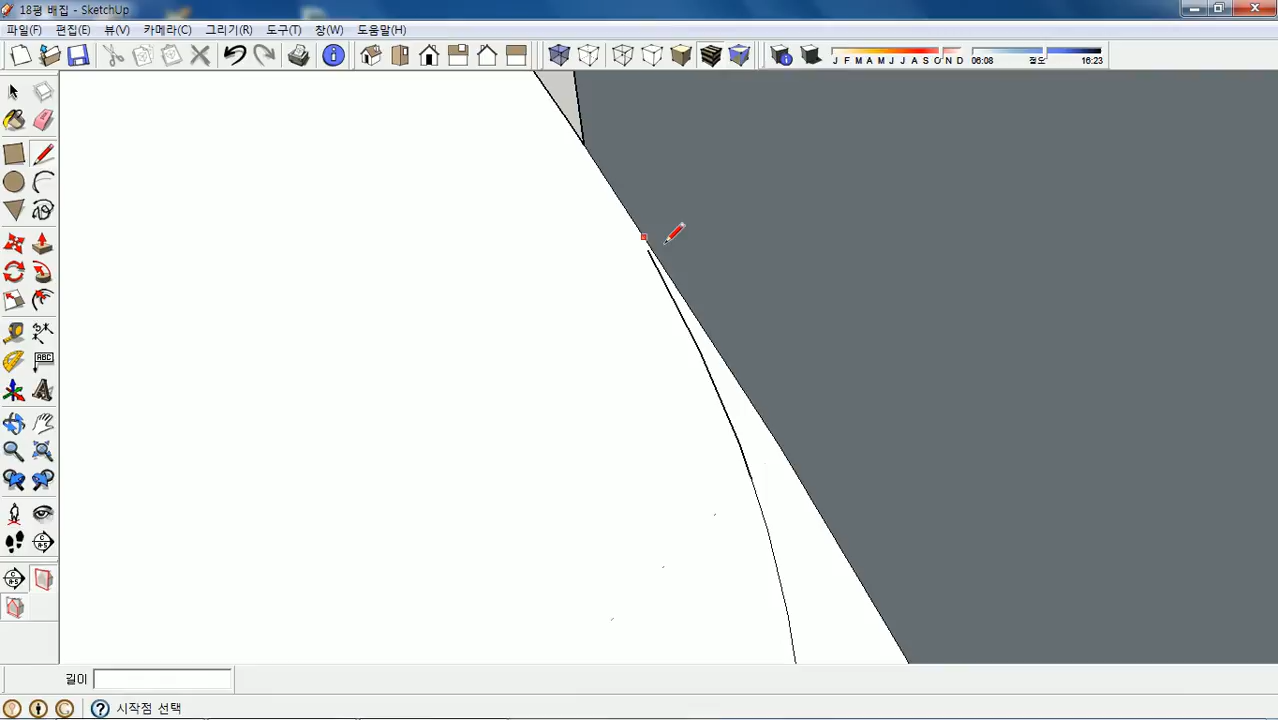 18평 배집 - SketchUp
파일(F) 편집(E) 뷰(V) 카메라(C) 그리기(R) 도구(T) 창(W) 도움말(H)
J F M A M J J A S O N D 06:08 정오 16:23
ABC
길이
시작점 선택